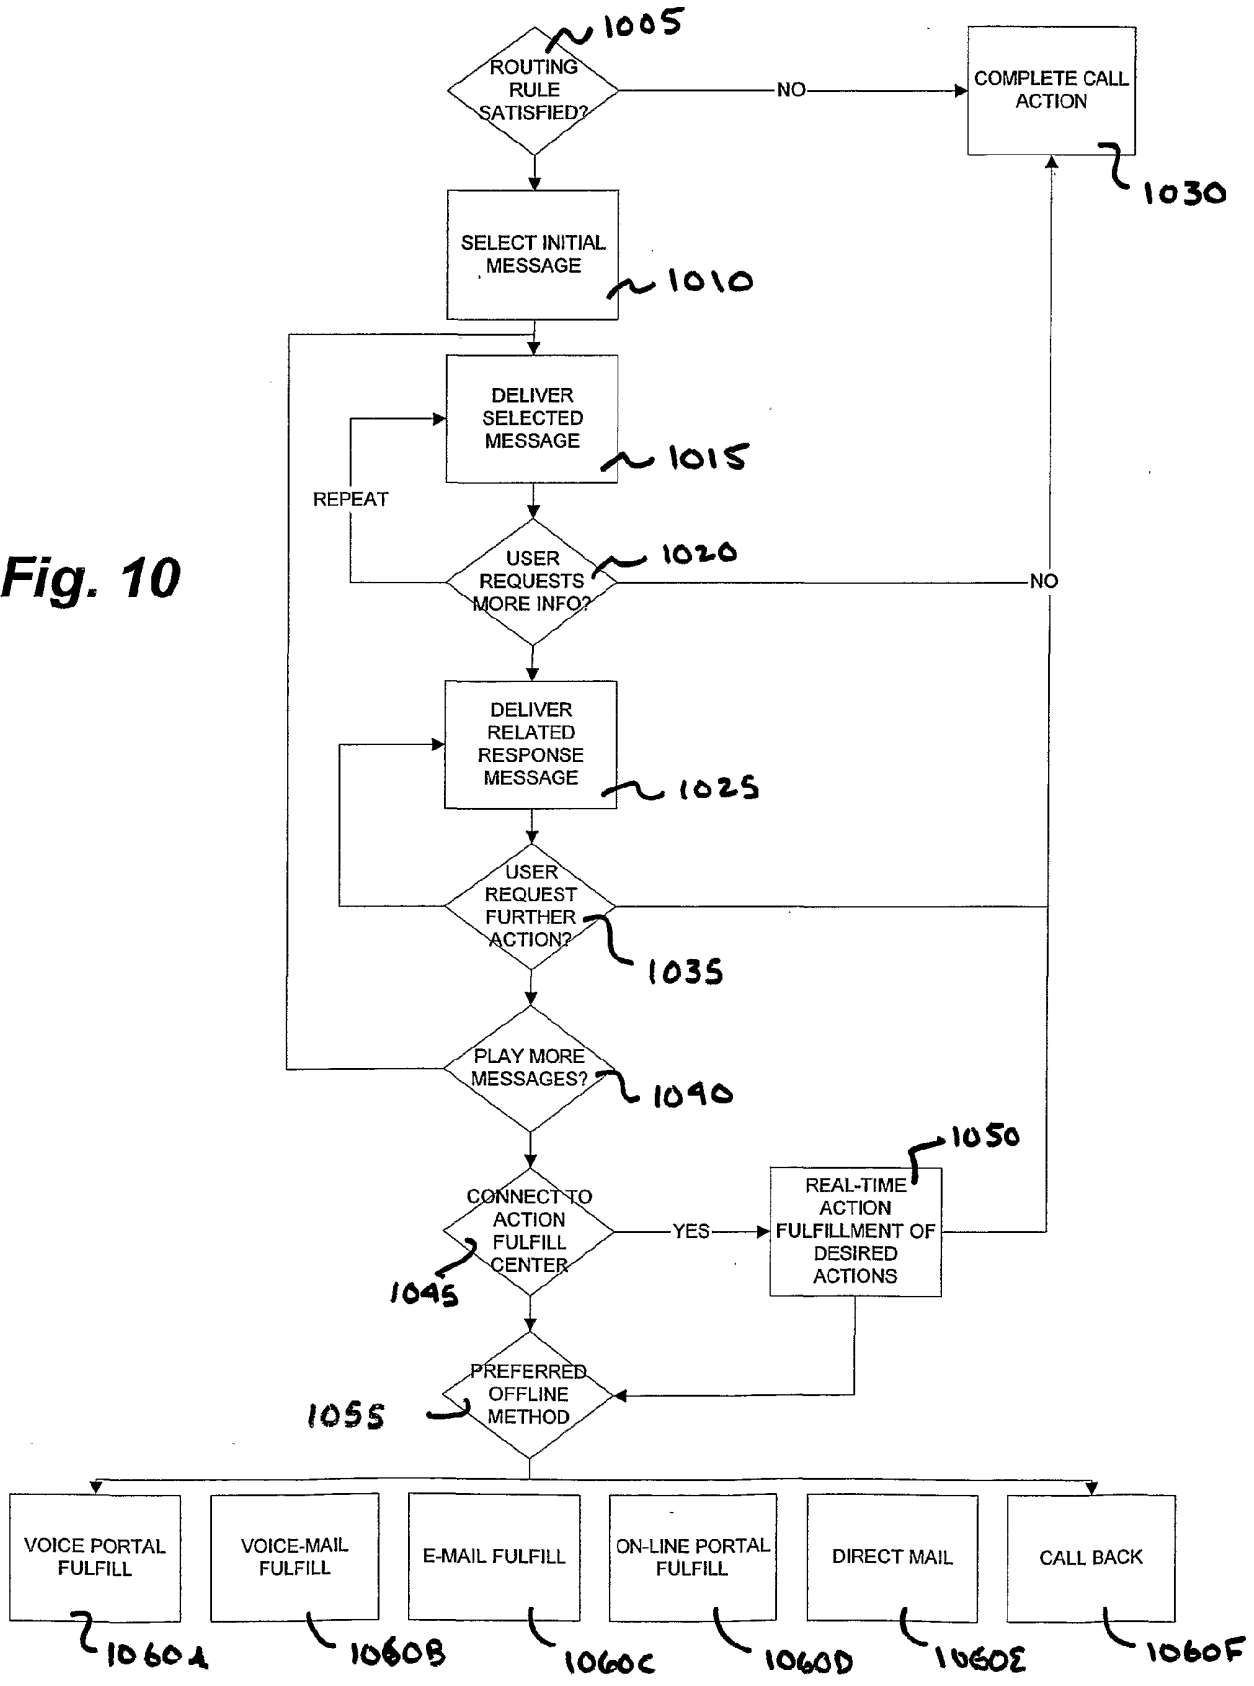 1005
ROUTING
RULE
SATISFIED?
NO
COMPLETE CALL
ACTION
1030
SELECT INITIAL
MESSAGE
1010
DELIVER
SELECTED
MESSAGE
1015
REPEAT
Fig. 10
USER
REQUESTS
MORE INFO?
1020
NO
DELIVER
RELATED
RESPONSE
MESSAGE
1025
USER
REQUEST
FURTHER
ACTION?
1035
PLAY MORE
MESSAGES?
1040
CONNECT TO
ACTION
FULFILL
CENTER
1045
YES
1050
REAL-TIME
ACTION
FULFILLMENT OF
DESIRED
ACTIONS
PREFERRED
OFFLINE
METHOD
1055
VOICE PORTAL
FULFILL
1060A
VOICE-MAIL
FULFILL
1060B
E-MAIL FULFILL
1060C
ON-LINE PORTAL
FULFILL
1060D
DIRECT MAIL
1060E
CALL BACK
1060F